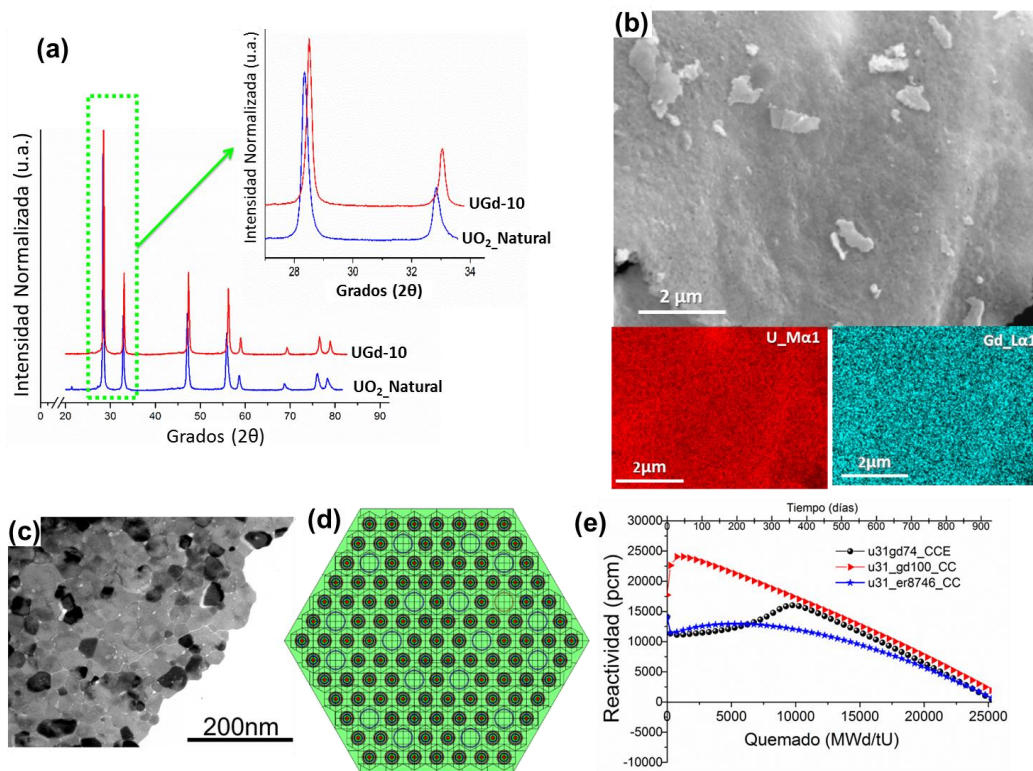 (a)
Intensidad Normalizada (u.a.)
UGd-10
UO₂_Natural
0 20 30 40 50 60 70 80 90
Grados (2θ)
Intensidad Normalizada (u.a.)
UGd-10
UO₂_Natural
28 30 32 34
Grados (2θ)
(b)
2 μm
U_Mα1
2μm
Gd_Lα1
2μm
(c)
200nm
(d)
(e)
Tiempo (días)
0 100 200 300 400 500 600 700 800 900
Reactividad (pcm)
30000
25000
20000
15000
10000
5000
0
-5000
-10000
u31gd74_CCE
u31_gd100_CC
u31_er8746_CC
0 5000 10000 15000 20000 25000
Quemado (MWd/tU)